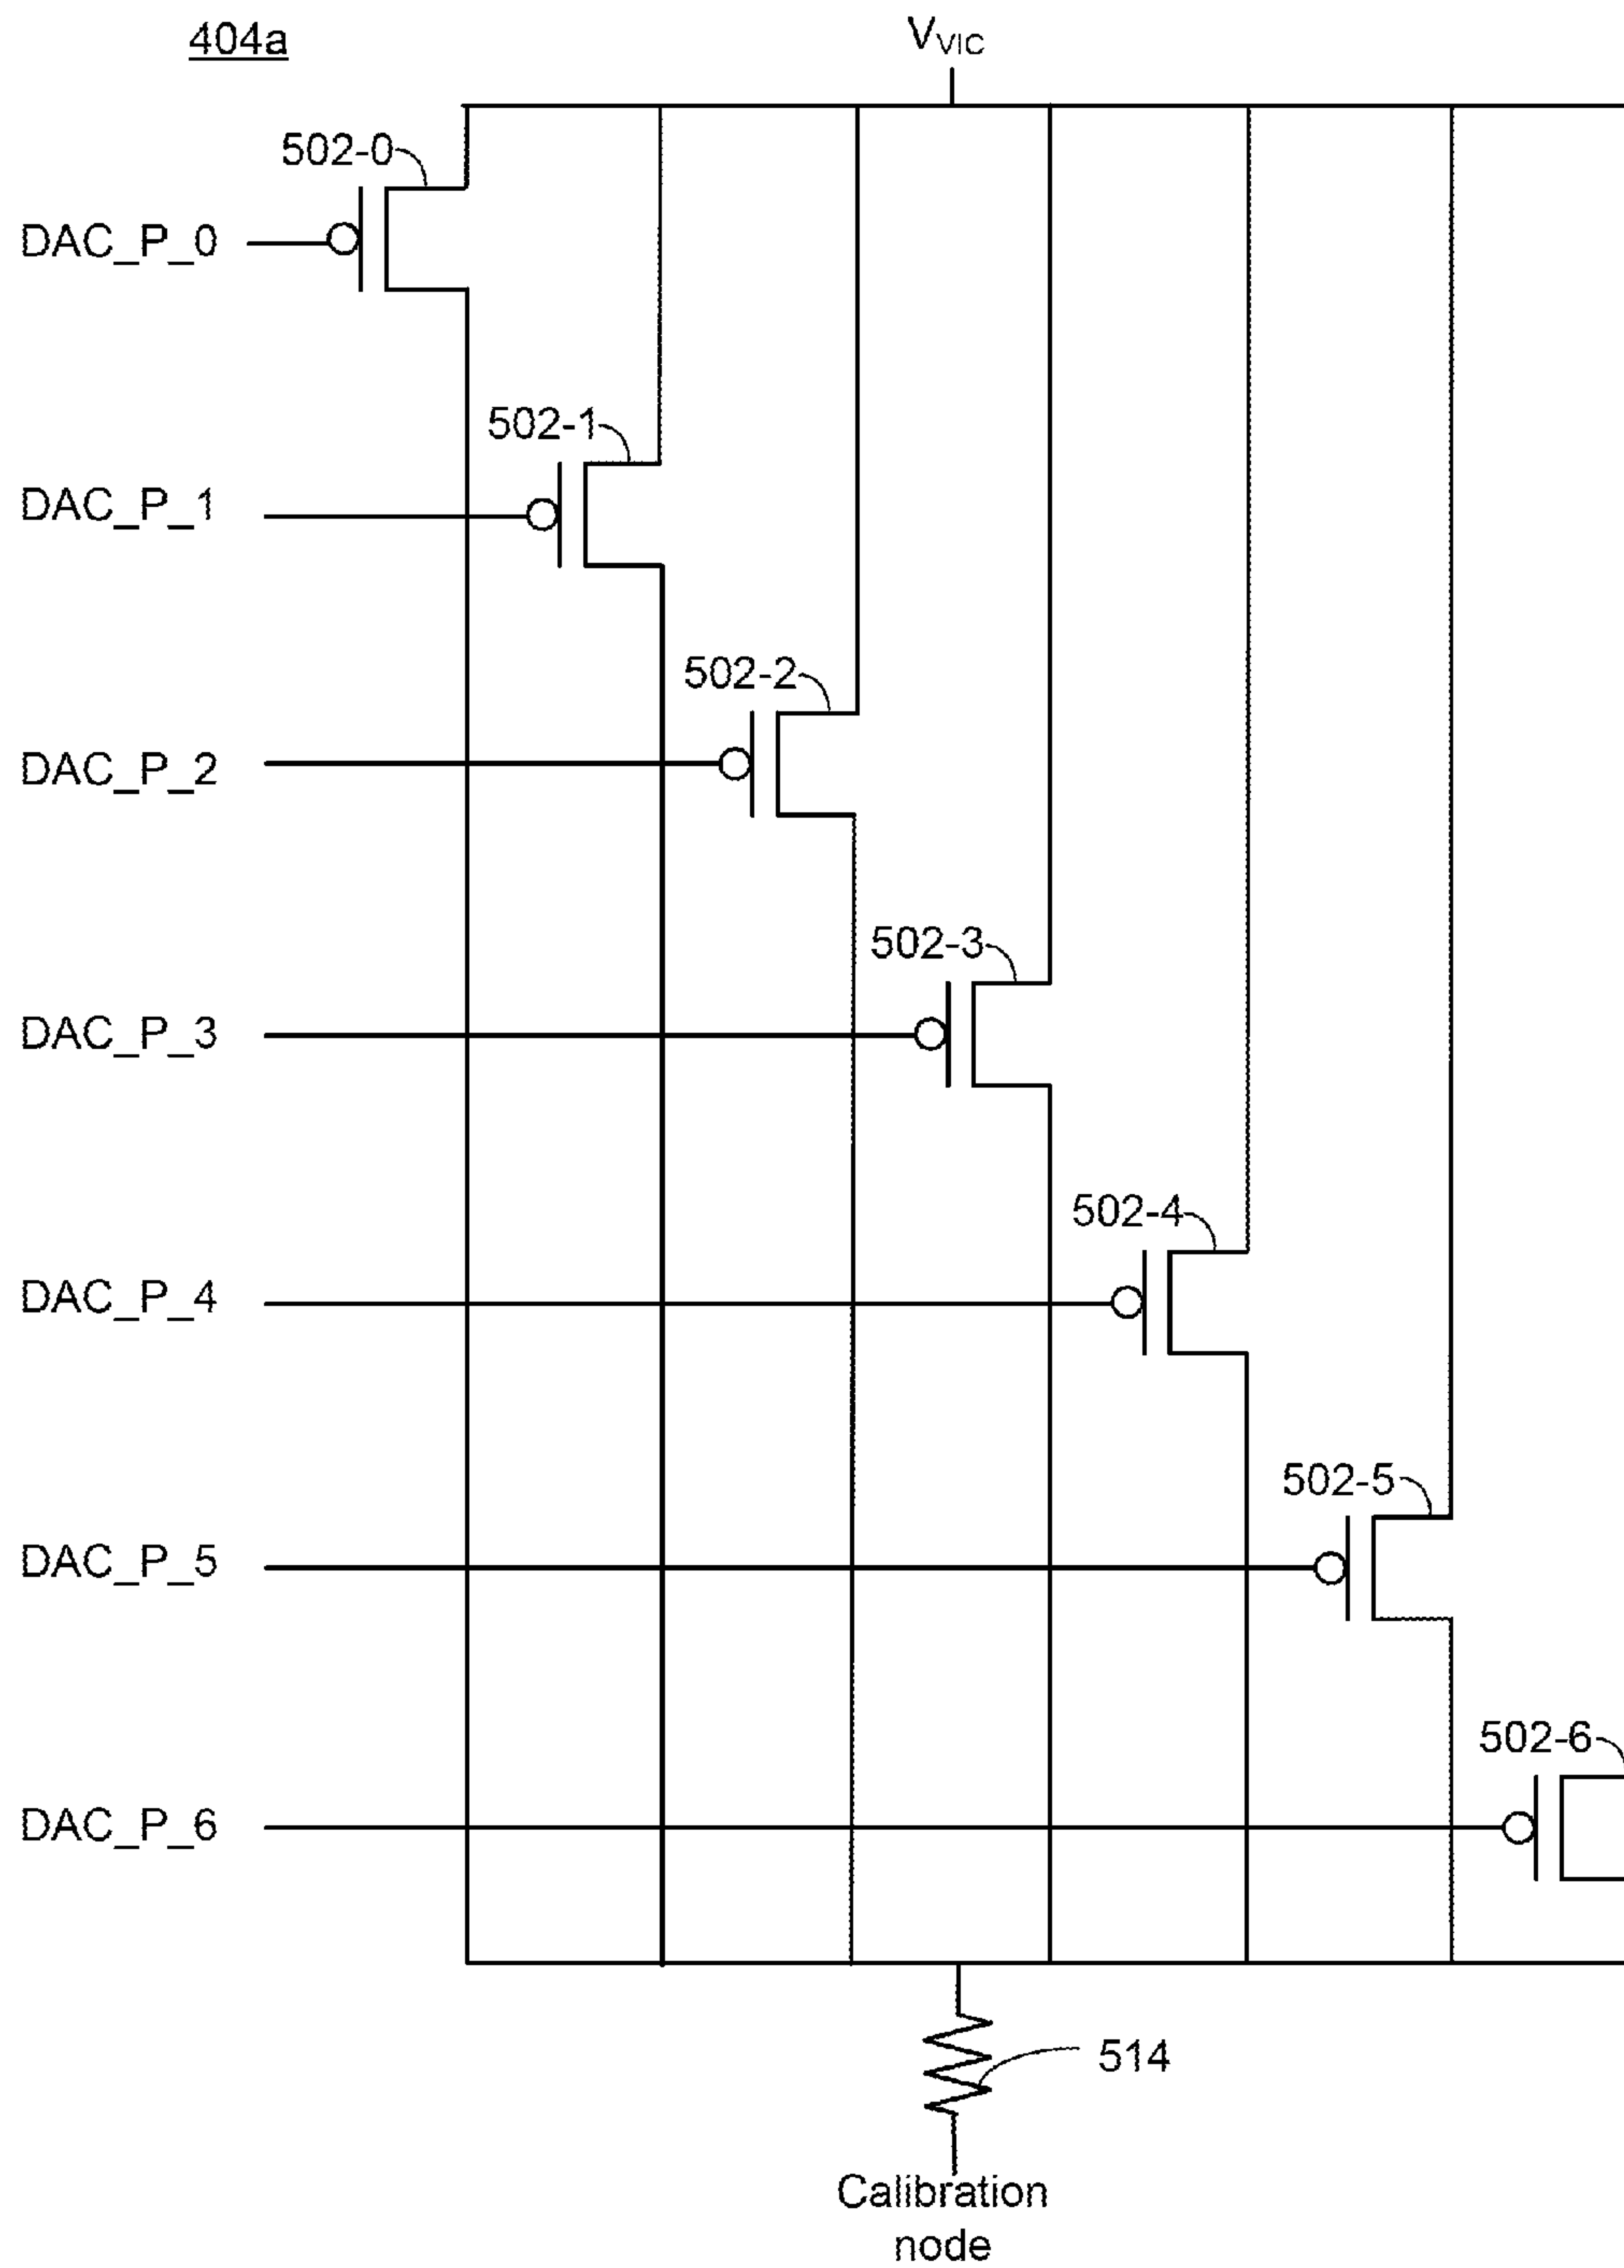 404a
V_VIC
502-0
DAC_P_0
502-1
DAC_P_1
502-2
DAC_P_2
502-3
DAC_P_3
502-4
DAC_P_4
502-5
DAC_P_5
502-6
DAC_P_6
514
Calibration
node